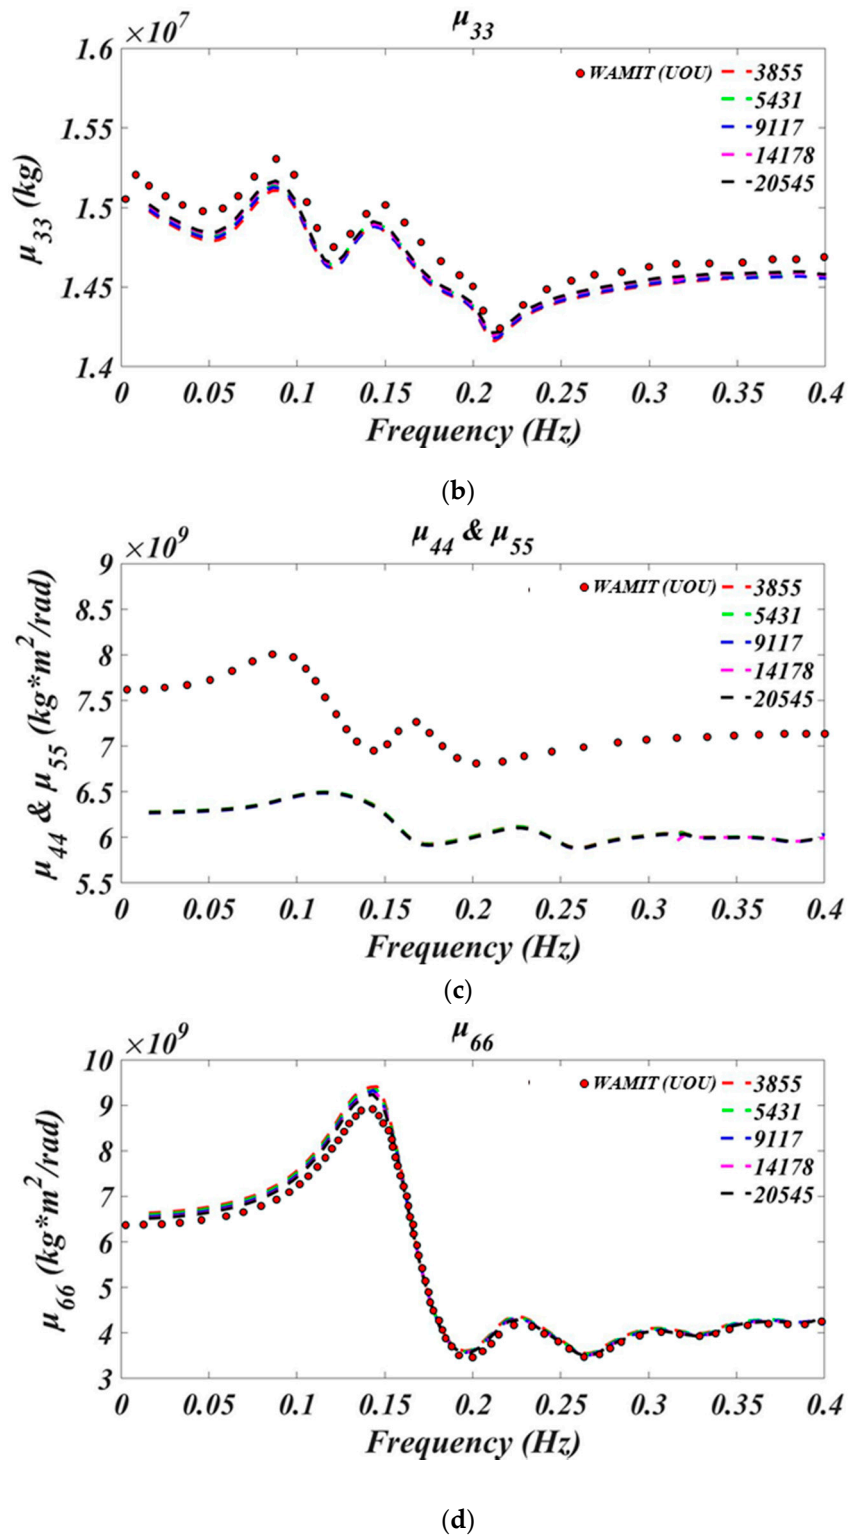 μ33
×10^7
WAMIT (UOU) 3855
5431
9117
14178
20545
1.6
1.55
1.5
1.45
1.4
μ33 (kg)
0 0.05 0.1 0.15 0.2 0.25 0.3 0.35 0.4
Frequency (Hz)
(b)
μ44 & μ55
×10^9
WAMIT (UOU) 3855
5431
9117
14178
20545
9
8.5
8
7.5
7
6.5
6
5.5
μ44 & μ55 (kg*m^2/rad)
0 0.05 0.1 0.15 0.2 0.25 0.3 0.35 0.4
Frequency (Hz)
(c)
μ66
×10^9
WAMIT (UOU) 3855
5431
9117
14178
20545
10
9
8
7
6
5
4
3
μ66 (kg*m^2/rad)
0 0.05 0.1 0.15 0.2 0.25 0.3 0.35 0.4
Frequency (Hz)
(d)